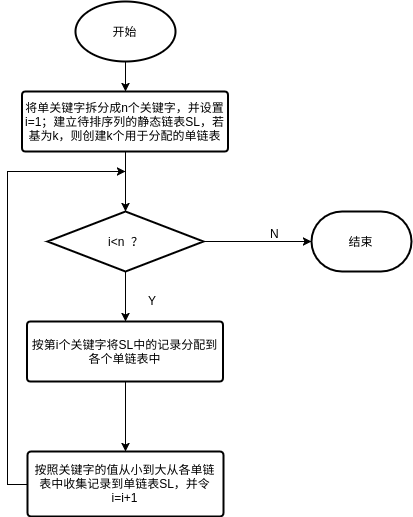 开始
将单关键字拆分成n个关键字，并设置
i=1；建立待排序列的静态链表SL，若
基为k，则创建k个用于分配的单链表
i<n ？
N
结束
Y
按第i个关键字将SL中的记录分配到
各个单链表中
按照关键字的值从小到大从各单链
表中收集记录到单链表SL，并令
i=i+1